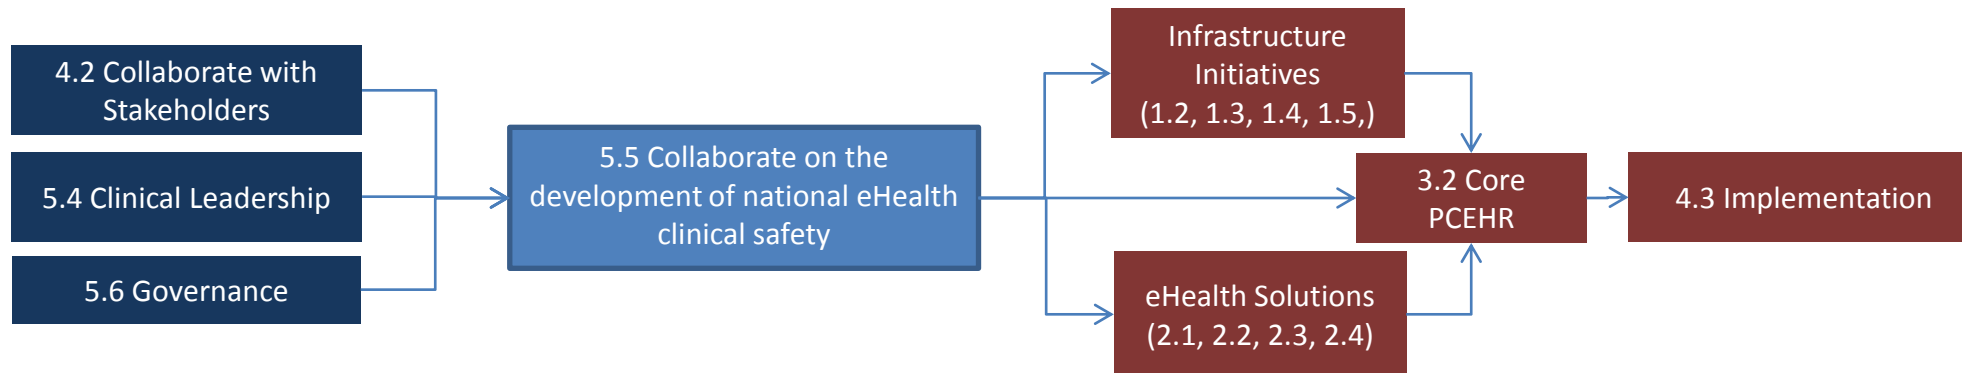 4.2 Collaborate with
Stakeholders
5.4 Clinical Leadership
5.6 Governance
5.5 Collaborate on the
development of national eHealth
clinical safety
Infrastructure
Initiatives
(1.2, 1.3, 1.4, 1.5,)
eHealth Solutions
(2.1, 2.2, 2.3, 2.4)
3.2 Core
PCEHR
4.3 Implementation